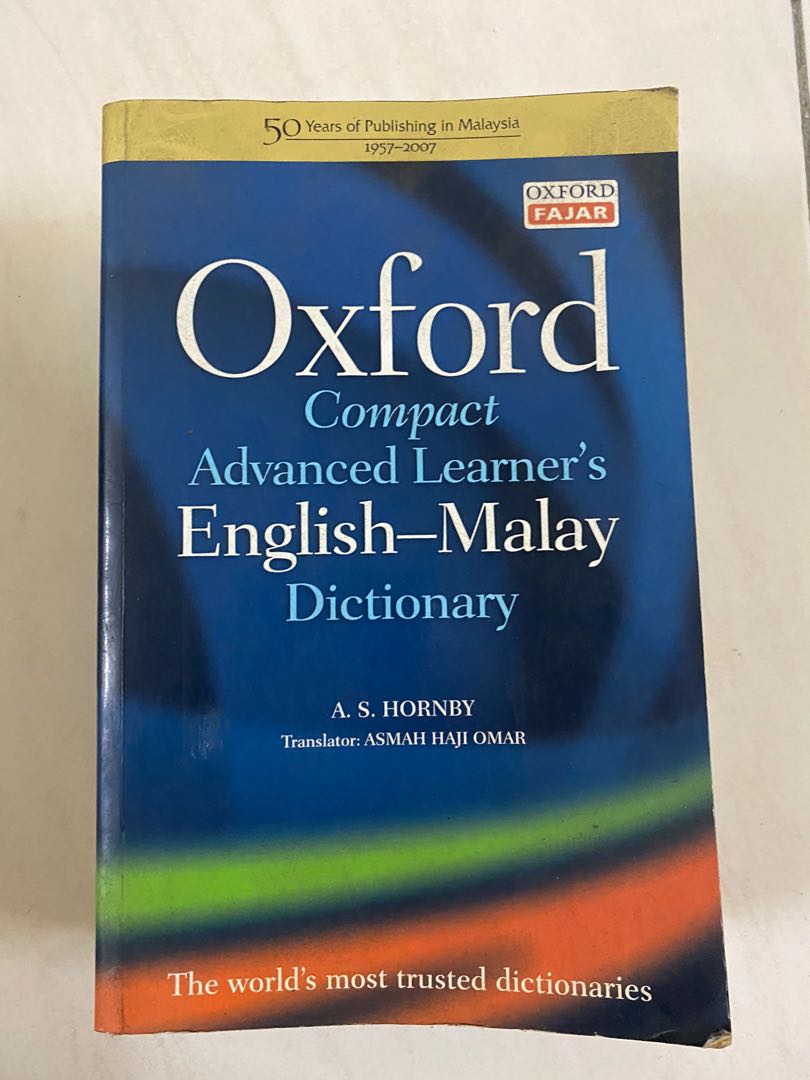 50 Years of Publishing in Malaysia
1957–2007
OXFORD
FAJAR
Oxford
Compact
Advanced Learner's
English–Malay
Dictionary
A. S. HORNBY
Translator: ASMAH HAJI OMAR
The world's most trusted dictionaries